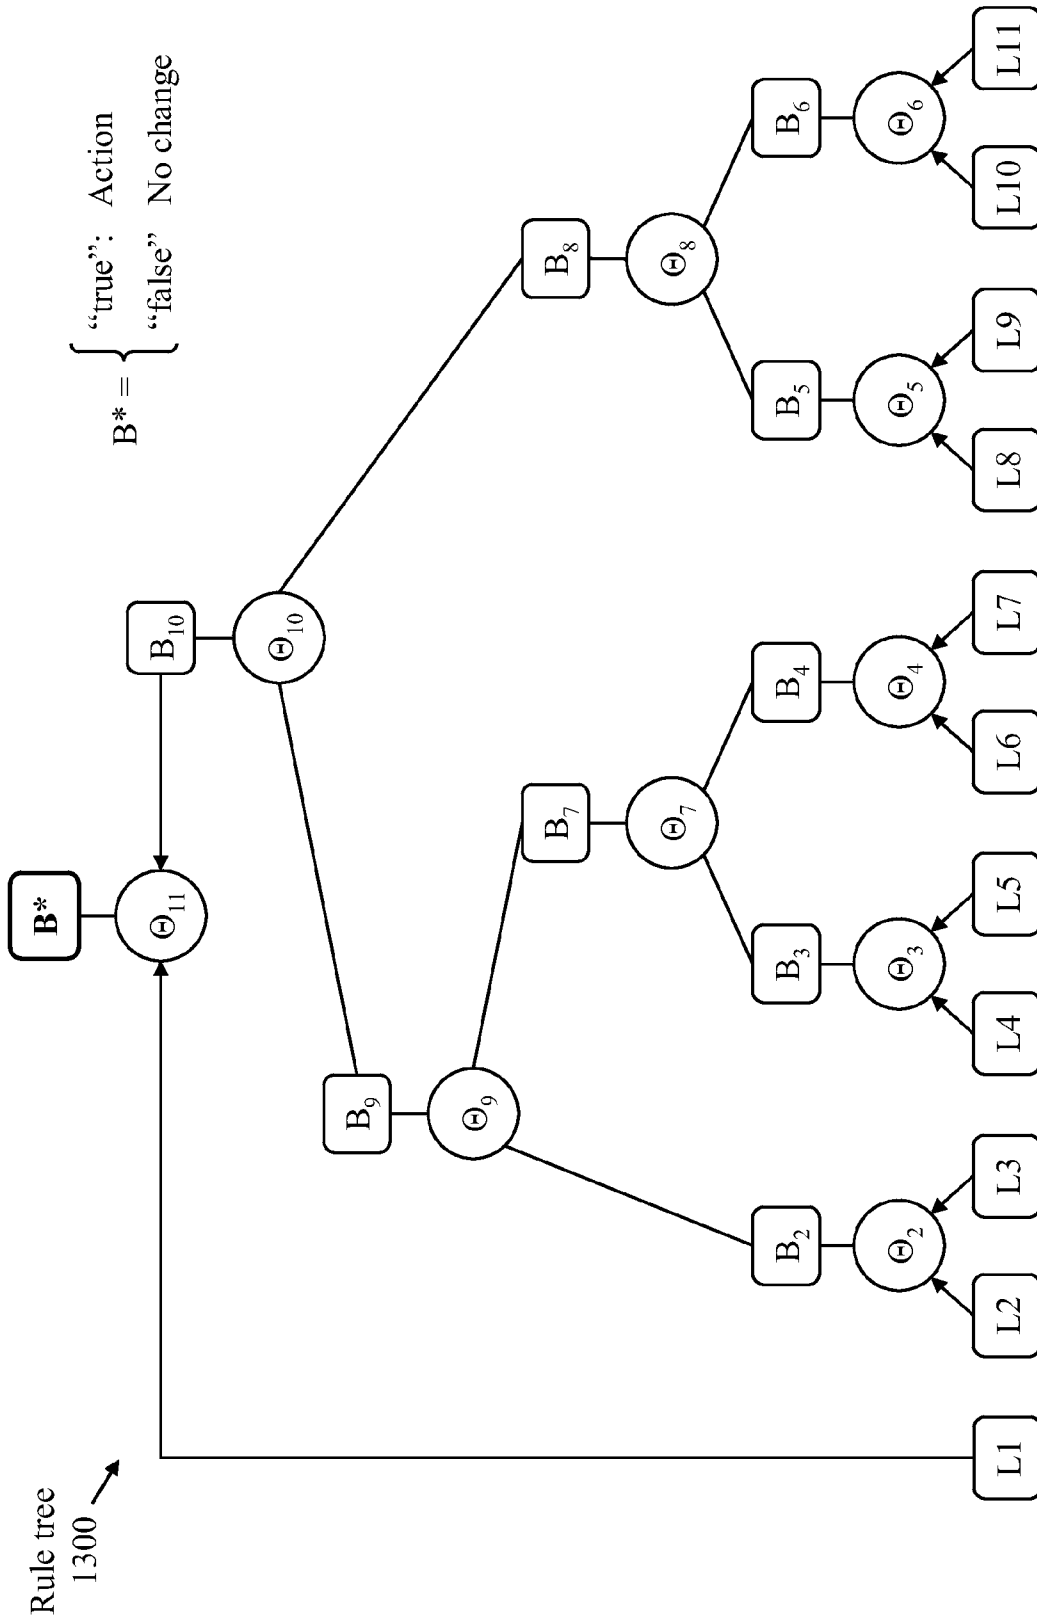 Rule tree
1300
B*
B* =
“true”: Action
“false” No change
Θ11
B10
Θ10
B9
Θ9
B7
B8
Θ7
Θ8
B2
B3
B4
B5
B6
Θ2
Θ3
Θ4
Θ5
Θ6
L1
L2
L3
L4
L5
L6
L7
L8
L9
L10
L11